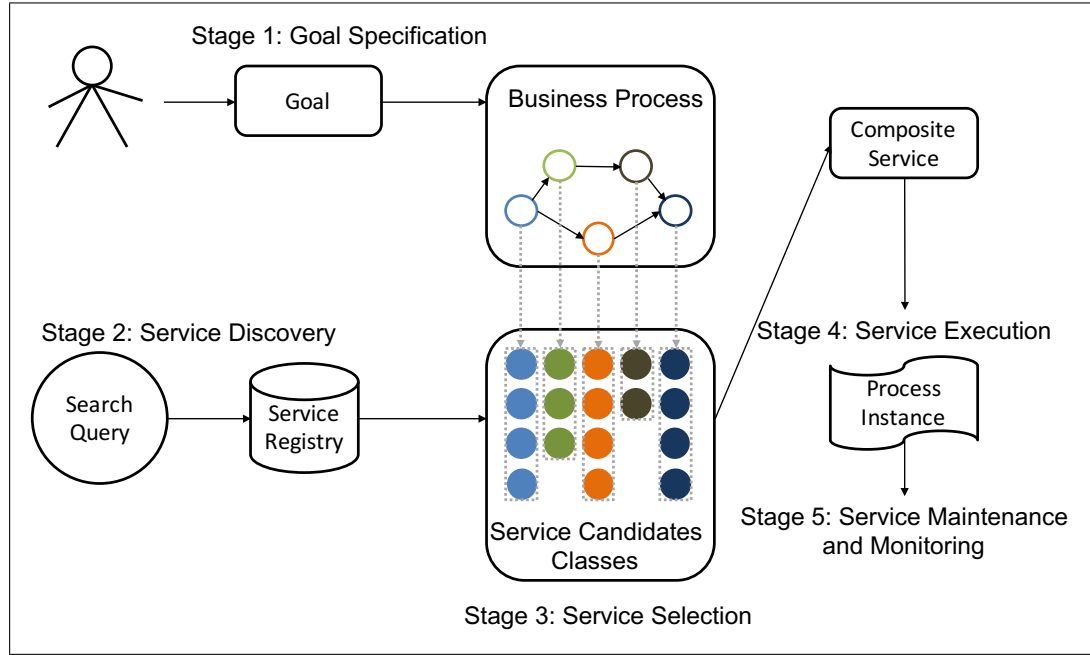 Stage 1: Goal Specification
Goal
Business Process
Composite
Service
Stage 2: Service Discovery
Search
Query
Service
Registry
Service Candidates
Classes
Stage 3: Service Selection
Stage 4: Service Execution
Process
Instance
Stage 5: Service Maintenance
and Monitoring